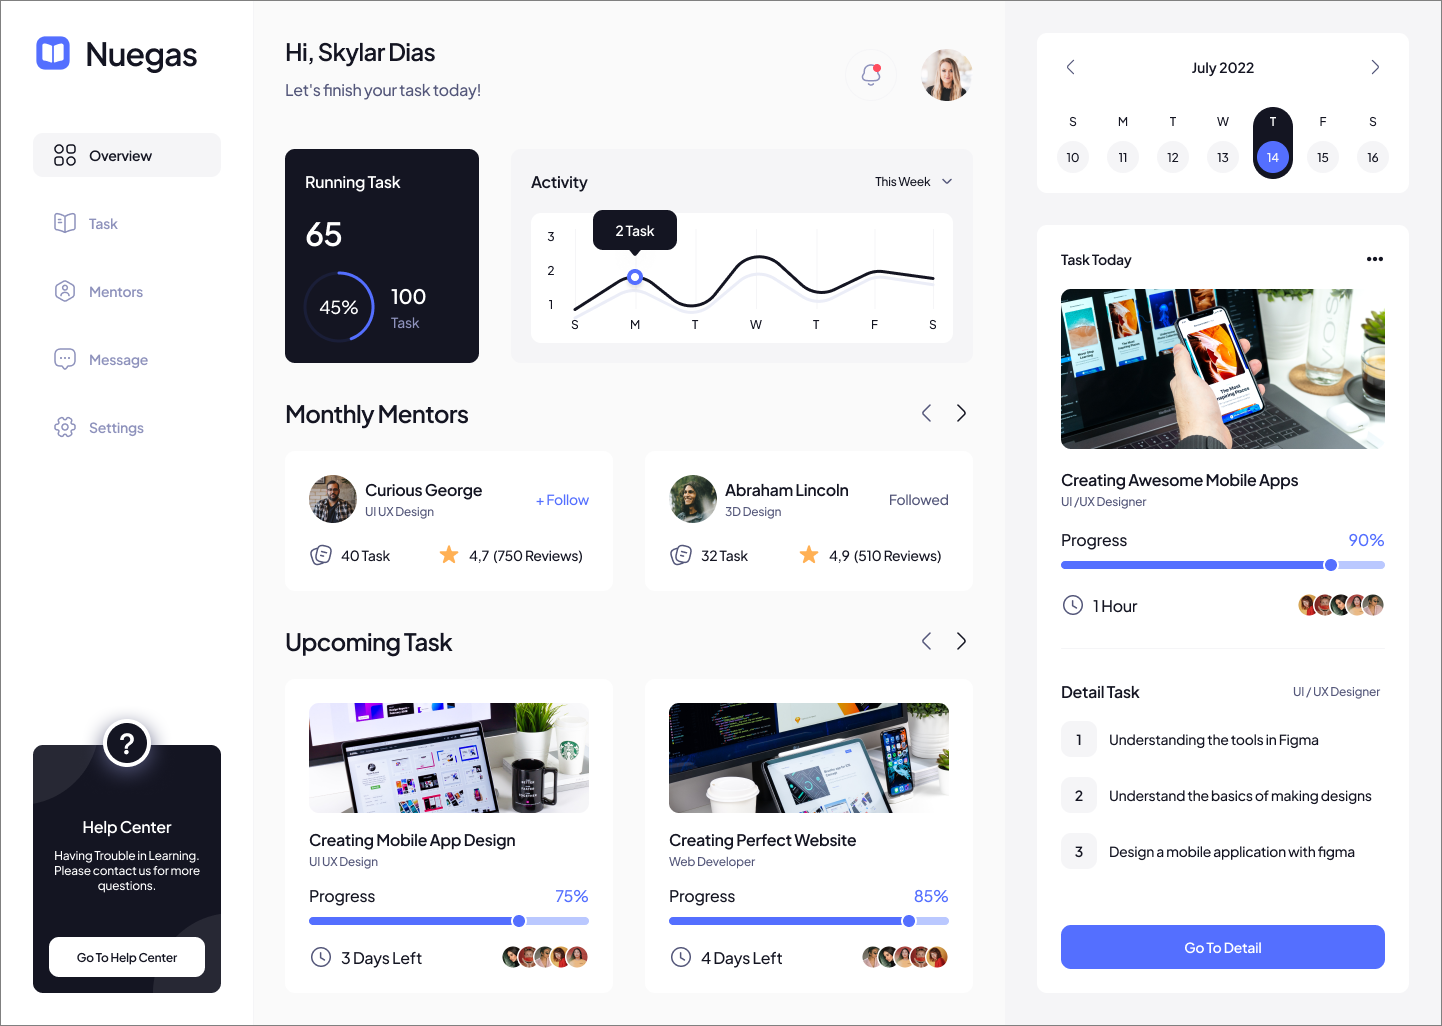 Nuegas
Overview
Task
Mentors
Message
Settings
?
Help Center
Having Trouble in Learning.
Please contact us for more
questions.
Go To Help Center
Hi, Skylar Dias
Let's finish your task today!
Running Task
65
45%
100
Task
Activity
This Week
2 Task
3
2
1
S M T W T F S
Monthly Mentors
Curious George
UI UX Design
+ Follow
40 Task
4,7 (750 Reviews)
Abraham Lincoln
3D Design
Followed
32 Task
4,9 (510 Reviews)
Upcoming Task
Creating Mobile App Design
UI UX Design
Progress 75%
3 Days Left
Creating Perfect Website
Web Developer
Progress 85%
4 Days Left
July 2022
S M T W T F S
10 11 12 13 14 15 16
Task Today
The Most
Inspiring Places
Creating Awesome Mobile Apps
UI /UX Designer
Progress 90%
1 Hour
Detail Task
UI / UX Designer
1 Understanding the tools in Figma
2 Understand the basics of making designs
3 Design a mobile application with figma
Go To Detail